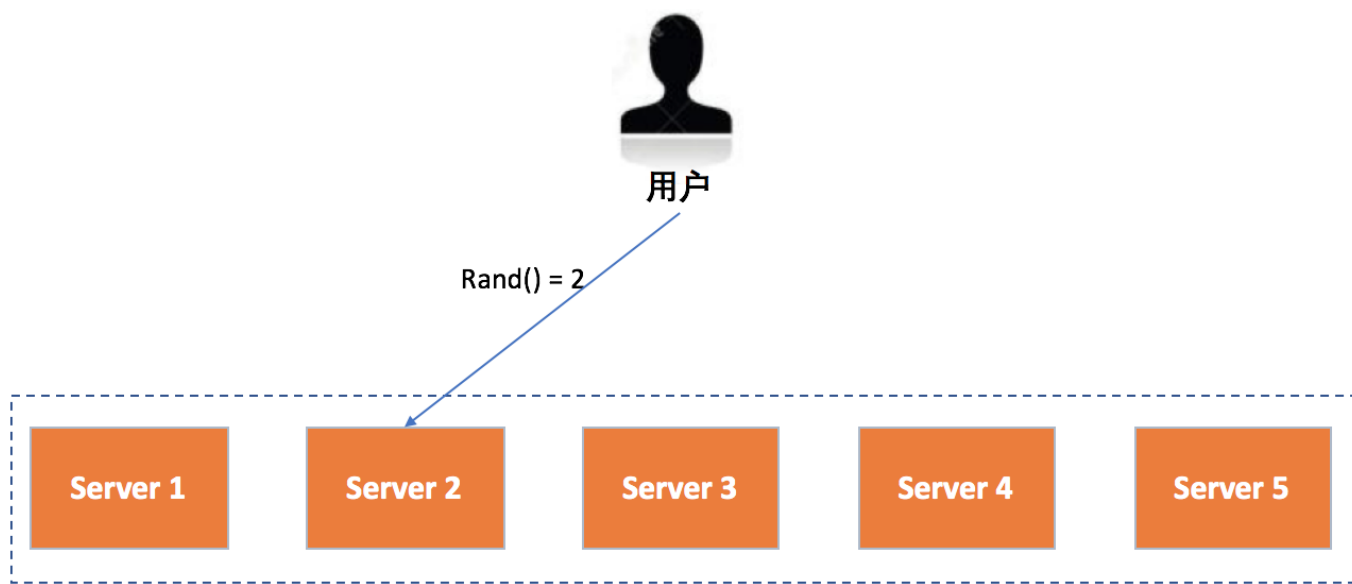 用户
Rand() = 2
Server 1
Server 2
Server 3
Server 4
Server 5